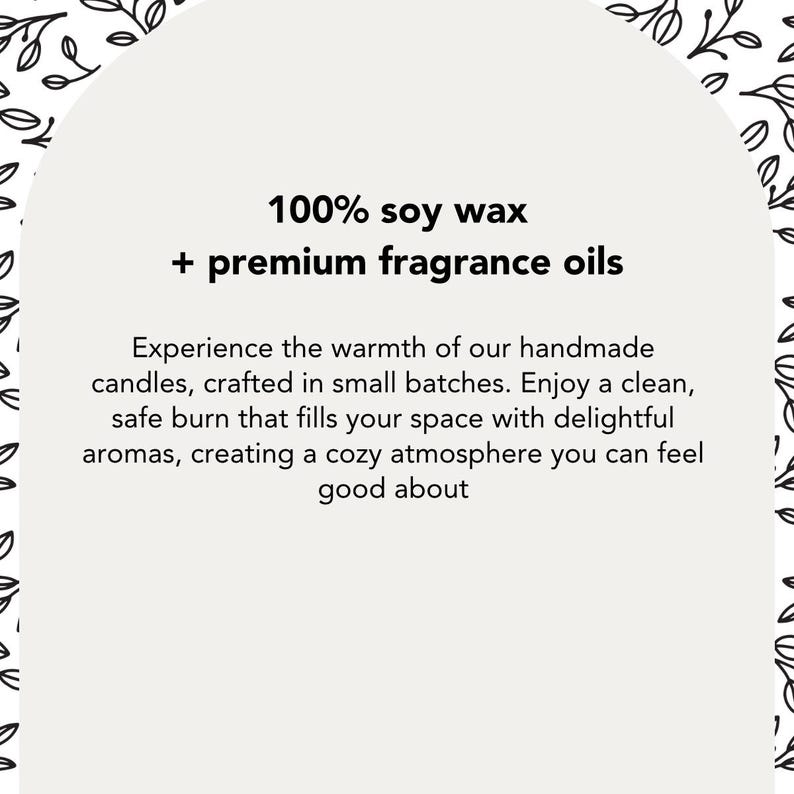 100% soy wax
+ premium fragrance oils
Experience the warmth of our handmade
candles, crafted in small batches. Enjoy a clean,
safe burn that fills your space with delightful
aromas, creating a cozy atmosphere you can feel
good about